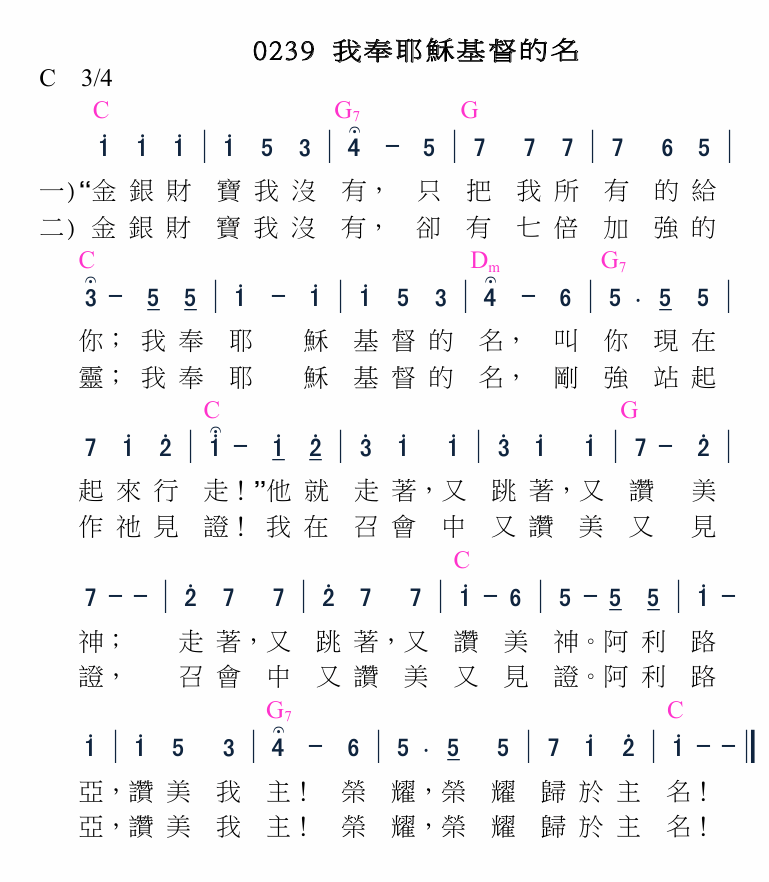 0239 我奉耶穌基督的名
C 3/4
C G7 G
i i i | i 5 3 | 4 – 5 | 7 7 7 | 7 6 5 |
一)“金銀財 寶我沒 有， 只 把 我所 有 的給
二) 金銀財 寶我沒 有， 卻 有 七倍 加 強的
C Dm G7
3 – 5 5 | i – i | i 5 3 | 4 – 6 | 5 . 5 5 |
你；我奉 耶 穌 基督的 名， 叫 你 現在
靈；我奉 耶 穌 基督的 名， 剛 強 站起
C G
7 i 2̇ | i – i 2̇ | 3̇ i i | 3̇ i i | 7 – 2̇ |
起來行 走！”他就 走著，又 跳著，又 讚 美
作祂見 證！我在 召會 中 又讚 美 又 見
C
7 – – | 2̇ 7 7 | 2̇ 7 7 | i – 6 | 5 – 5 5 | i –
神； 走著，又 跳著，又 讚 美 神。阿利 路
證， 召會 中 又讚 美 又 見 證。阿利 路
G7 C
i | i 5 3 | 4 – 6 | 5 . 5 5 | 7 i 2̇ | i – – ‖
亞，讚美 我 主！ 榮 耀，榮 耀 歸於主 名！
亞，讚美 我 主！ 榮 耀，榮 耀 歸於主 名！